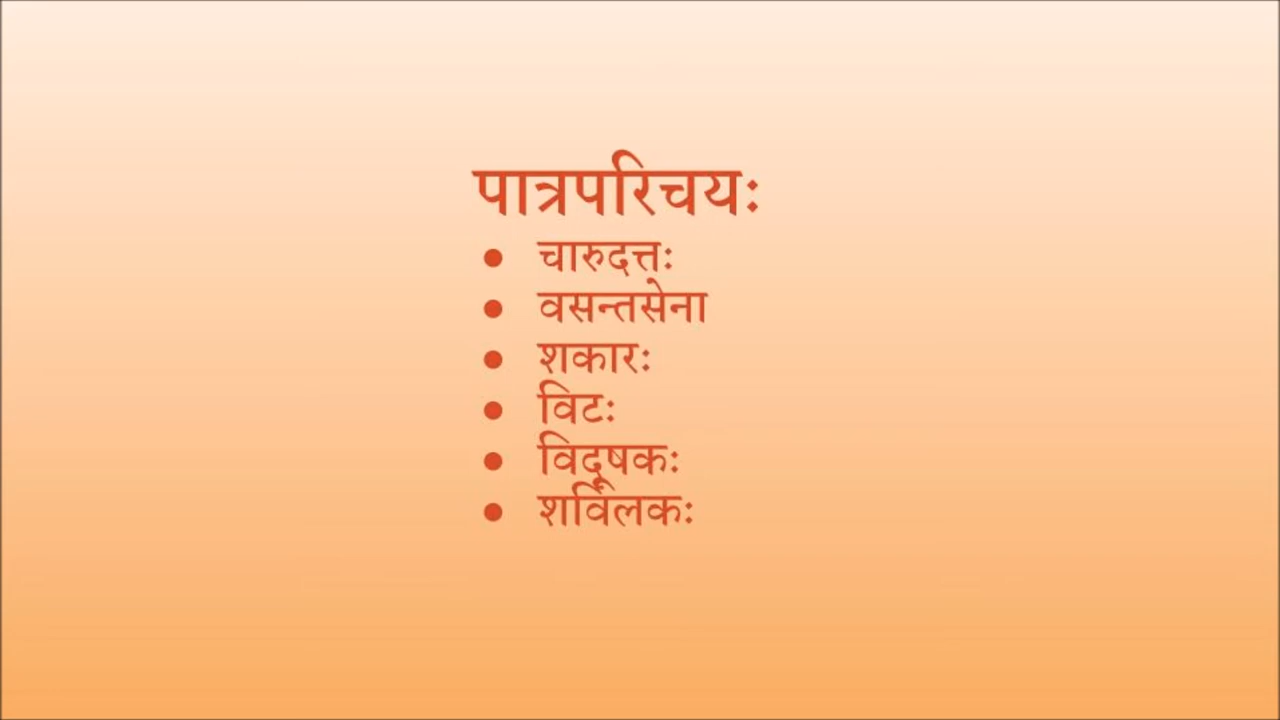 पात्रपरिचयः
• चारुदत्तः
• वसन्तसेना
• शकारः
• विटः
• विदूषकः
• शर्विलकः